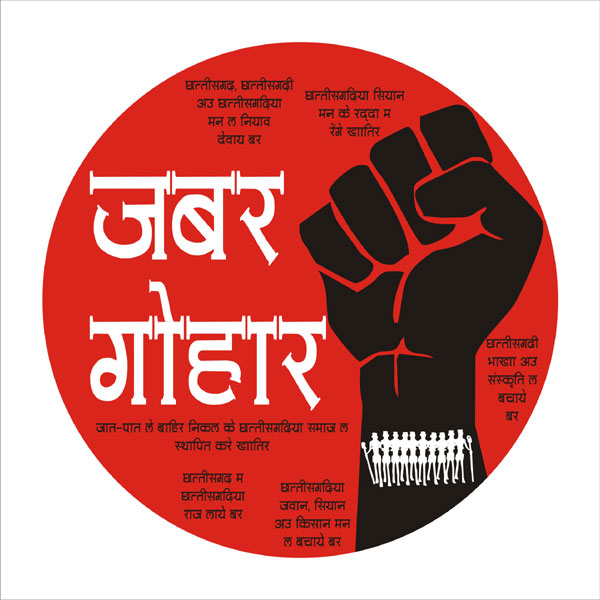 छत्तीसगढ, छत्तीसगढी
अउ छत्तीसगढिया
मन ल नियाव
देवाय बर
छत्तीसगढिया सियान
मन के रद्दा म
रेंगे खातिर
जबर
गोहार
छत्तीसगढी
भाखा अउ
संस्कृति ल
बचाये
बर
जात-पात ले बाहिर निकल के छत्तीसगढिया समाज ल
स्थापित करे खातिर
छत्तीसगढ म
छत्तीसगढिया
राज लाये बर
छत्तीसगढिया
जवान, सियान
अउ किसान मन
ल बचाये बर